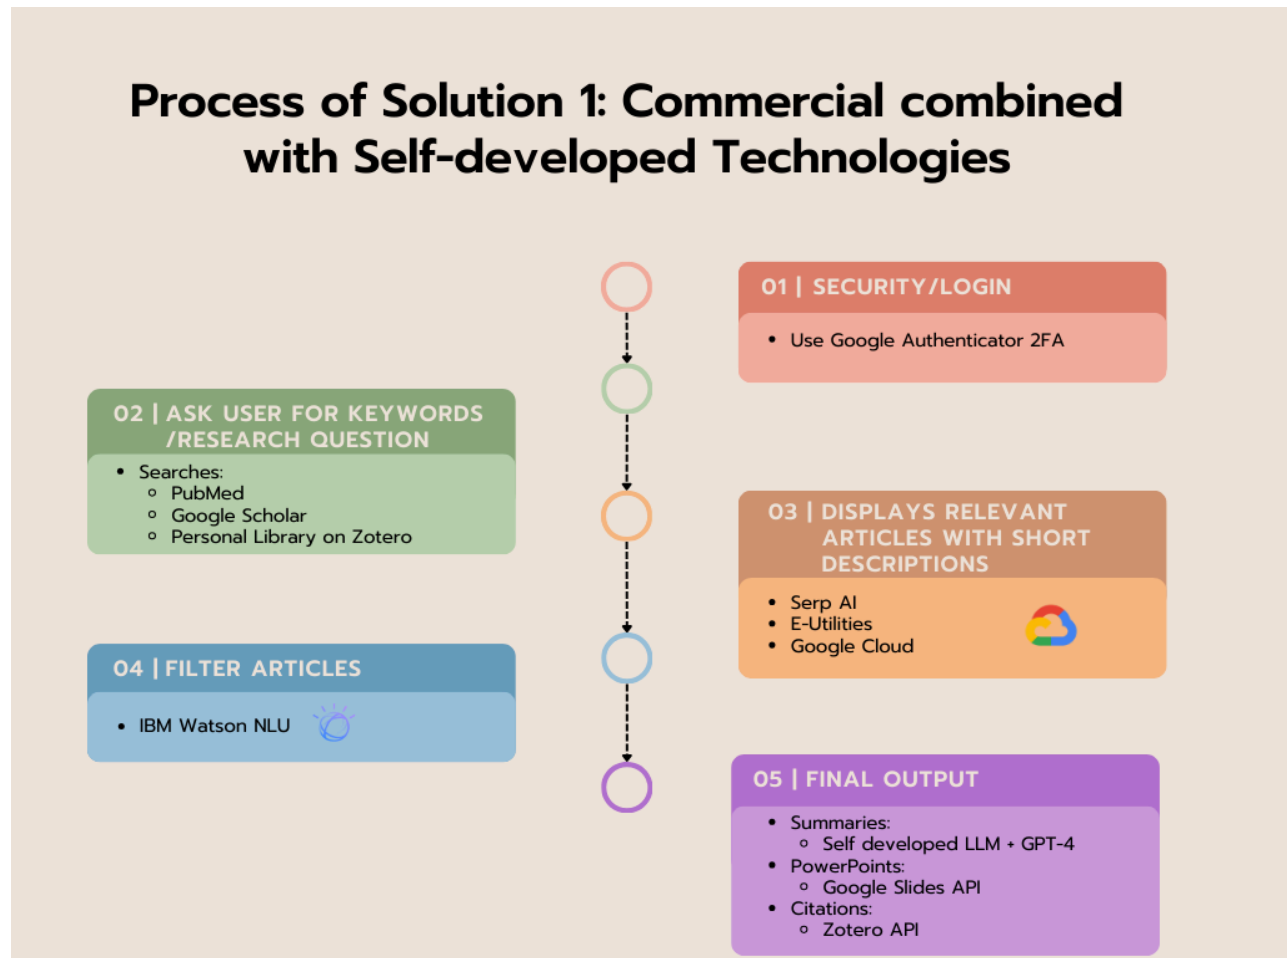 Process of Solution 1: Commercial combined
with Self-developed Technologies
01 | SECURITY/LOGIN
• Use Google Authenticator 2FA
02 | ASK USER FOR KEYWORDS
/RESEARCH QUESTION
• Searches:
◦ PubMed
◦ Google Scholar
◦ Personal Library on Zotero
03 | DISPLAYS RELEVANT
ARTICLES WITH SHORT
DESCRIPTIONS
• Serp AI
• E-Utilities
• Google Cloud
04 | FILTER ARTICLES
• IBM Watson NLU
05 | FINAL OUTPUT
• Summaries:
◦ Self developed LLM + GPT-4
• PowerPoints:
◦ Google Slides API
• Citations:
◦ Zotero API